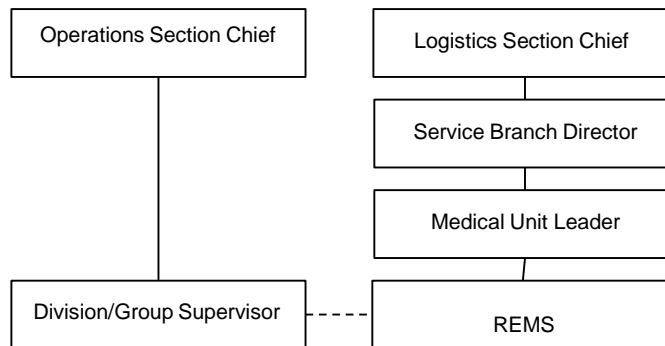 Operations Section Chief
Logistics Section Chief
Service Branch Director
Medical Unit Leader
Division/Group Supervisor
REMS